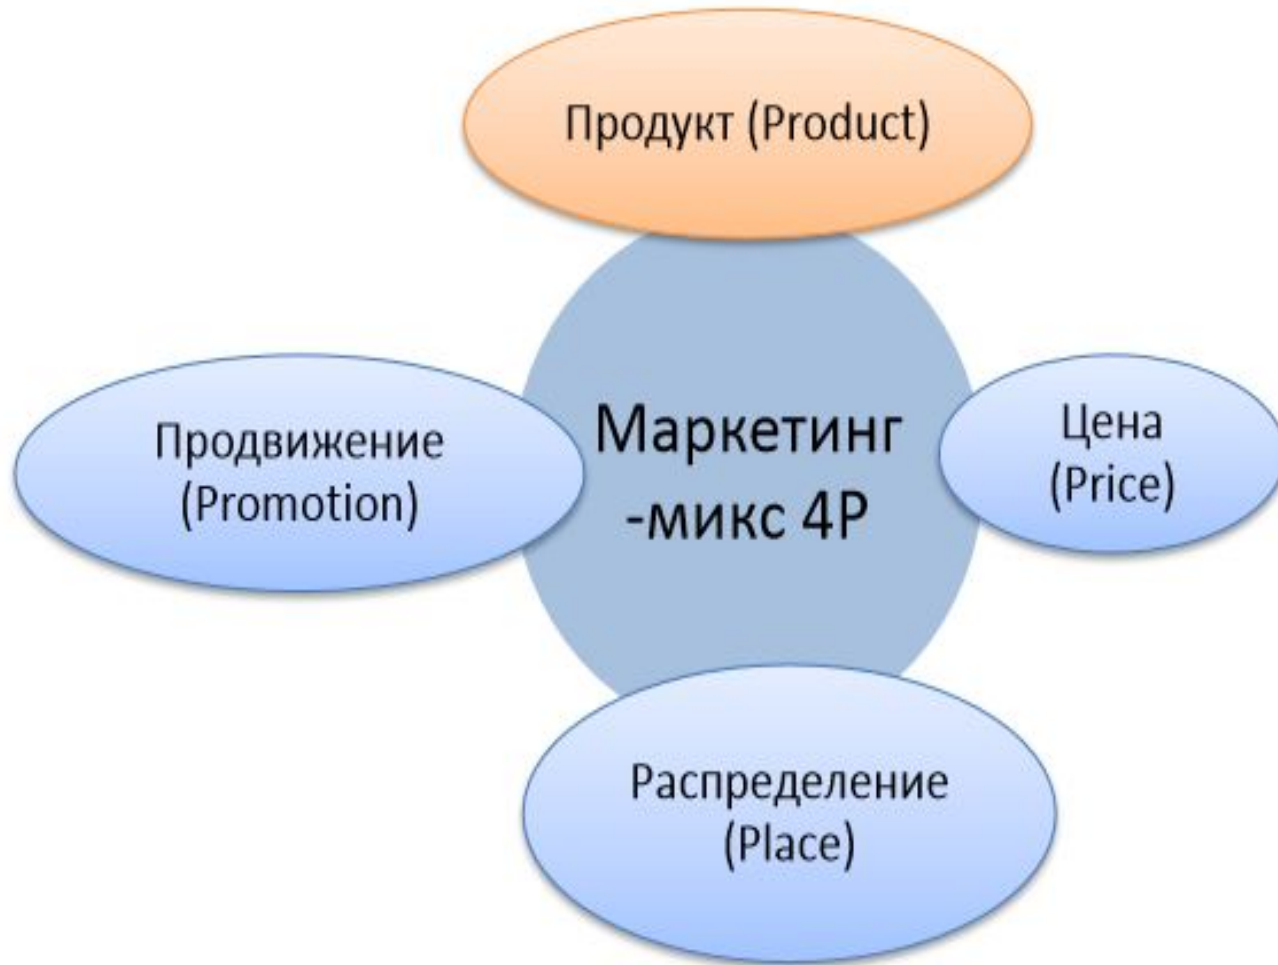 Продукт (Product)
Продвижение
(Promotion)
Маркетинг
-микс 4P
Цена
(Price)
Распределение
(Place)